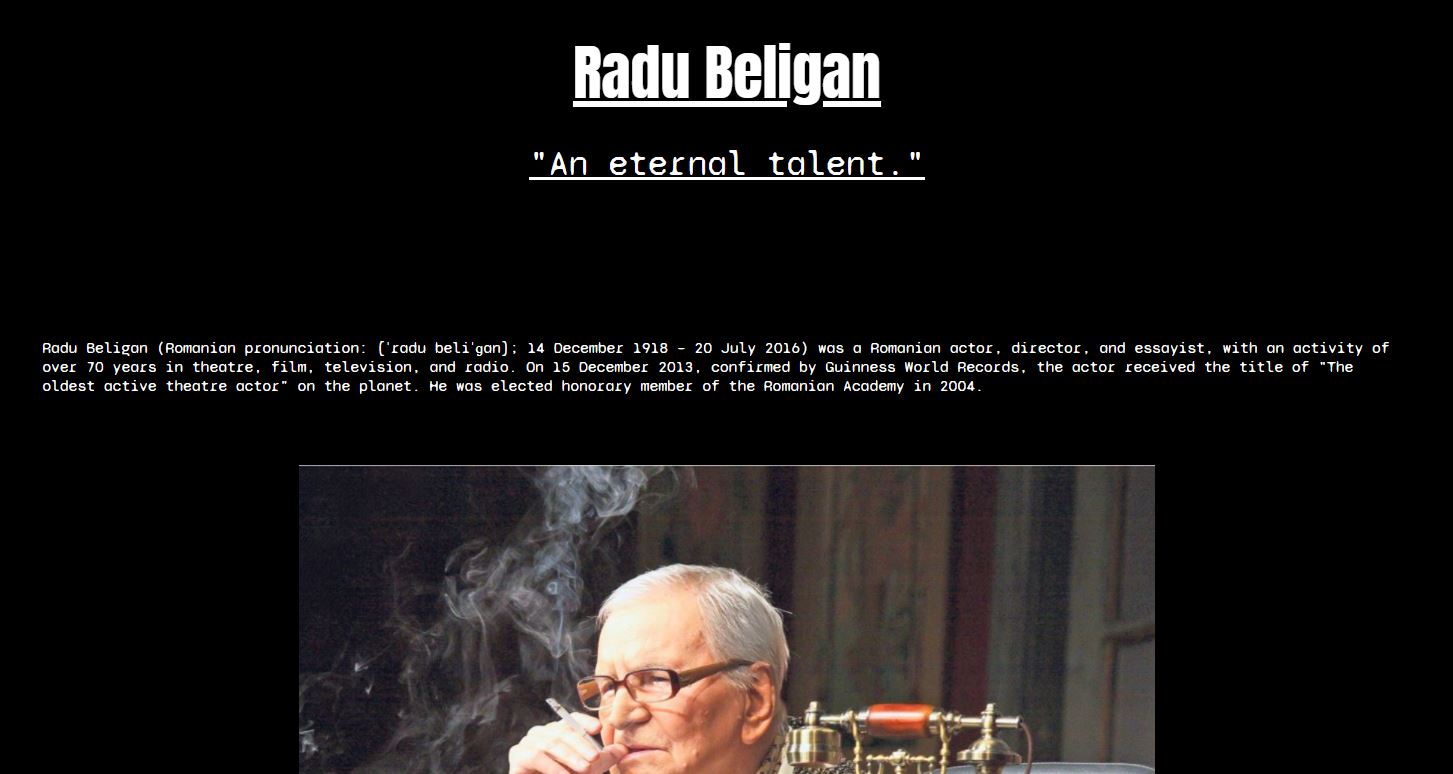 Radu Beligan
"An eternal talent."
Radu Beligan (Romanian pronunciation: [ˈradu beliˈgan]; 14 December 1918 – 20 July 2016) was a Romanian actor, director, and essayist, with an activity of
over 70 years in theatre, film, television, and radio. On 15 December 2013, confirmed by Guinness World Records, the actor received the title of "The
oldest active theatre actor" on the planet. He was elected honorary member of the Romanian Academy in 2004.